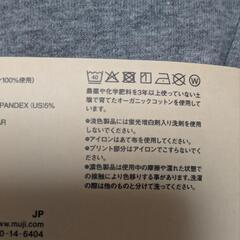 100%使用)
PANDEX (US)5%
AR
40
農薬や化学肥料を3年以上使っていない土
壌で育てたオーガニックコットンを使用して
います。
※淡色製品には蛍光増白剤入り洗剤を使用
しないでください。
※アイロンはあて布を使用してください。
※プリント部分はアイロンでこすらないでく
ださい。
※濃色製品は使用中の摩擦や濡れた状態で
の接触により色移りする事があります。洗濯
の際は他のものと分けて洗ってください。
JP
www.muji.com
0-14-6404